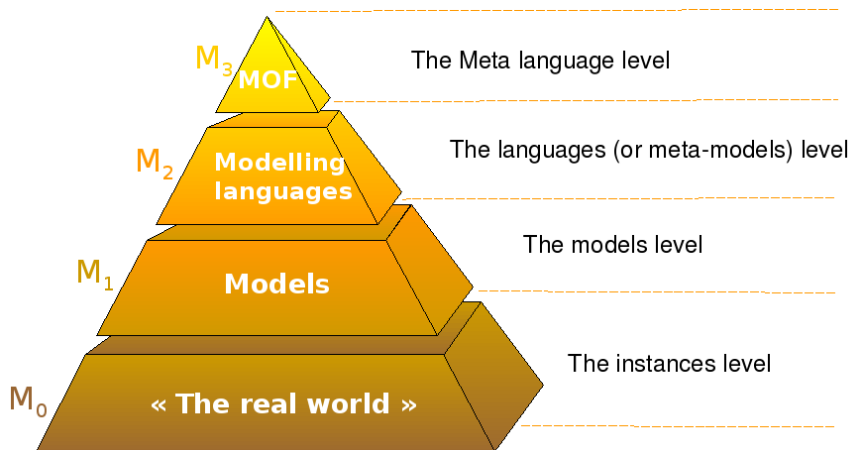 M3
MOF
The Meta language level
M2
Modelling
languages
The languages (or meta-models) level
M1
Models
The models level
M0
« The real world »
The instances level